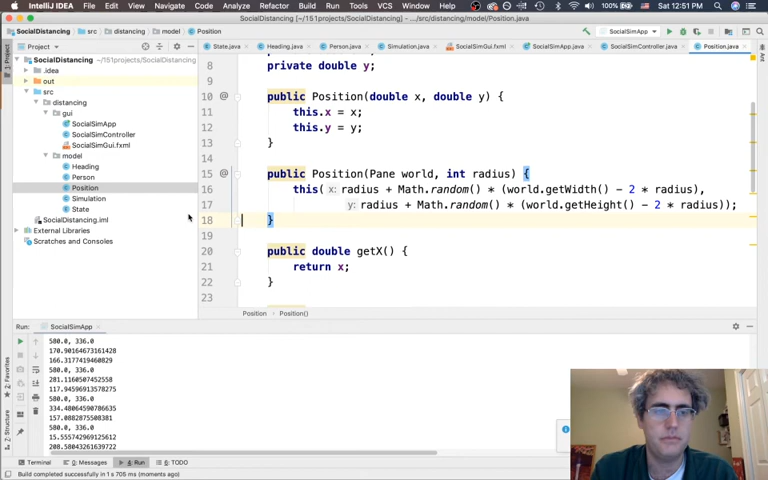 IntelliJ IDEA File Edit View Navigate Code Analyze Refactor Build Run Tools VCS Window Help 100% Sat 12:51 PM
SocialDistancing [~/151projects/SocialDistancing] - .../src/distancing/model/Position.java
SocialDistancing src distancing model Position SocialSimApp
Project State.java Heading.java Person.java Simulation.java SocialSimGui.fxml SocialSimApp.java SocialSimController.java Position.java
SocialDistancing ~/151projects/SocialDistancing
.idea
out
src
distancing
gui
SocialSimApp
SocialSimController
SocialSimGui.fxml
model
Heading
Person
Position
Simulation
State
SocialDistancing.iml
External Libraries
Scratches and Consoles
1: Project
Ant
8 private double y;
9
10 public Position(double x, double y) {
11 this.x = x;
12 this.y = y;
13 }
14
15 public Position(Pane world, int radius) {
16 this( x: radius + Math.random() * (world.getWidth() - 2 * radius),
17 y: radius + Math.random() * (world.getHeight() - 2 * radius));
18 }
19
20 public double getX() {
21 return x;
22 }
23
Position Position()
Run: SocialSimApp
580.0, 336.0
170.90164673161428
166.3177419460829
580.0, 336.0
281.1160507452558
117.94596913578275
580.0, 336.0
334.48064590786635
157.0882875508381
580.0, 336.0
15.555742969125612
208.58043261639722
2: Favorites
7: Structure
Terminal 0: Messages 4: Run 6: TODO
Build completed successfully in 1 s 705 ms (moments ago)